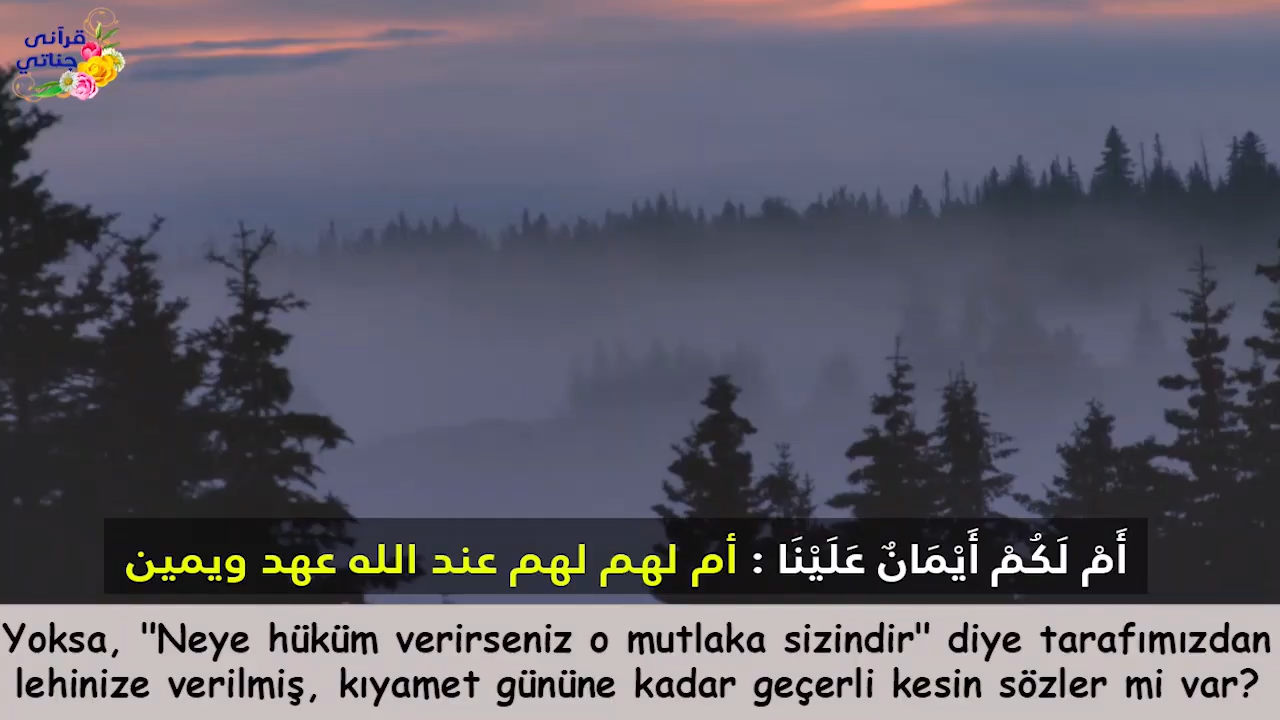 قرآنى
جناتي
أَمْ لَكُمْ أَيْمَانٌ عَلَيْنَا : أم لهم لهم عند الله عهد ويمين
Yoksa, "Neye hüküm verirseniz o mutlaka sizindir" diye tarafımızdan
lehinize verilmiş, kıyamet gününe kadar geçerli kesin sözler mi var?